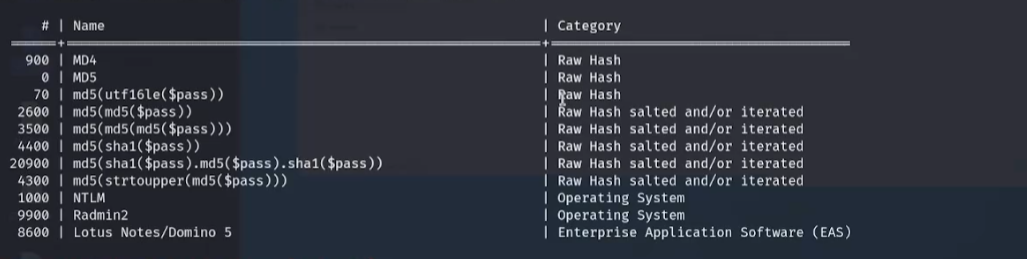 # | Name | Category
900 | MD4 | Raw Hash
0 | MD5 | Raw Hash
70 | md5(utf16le($pass)) | Raw Hash
2600 | md5(md5($pass)) | Raw Hash salted and/or iterated
3500 | md5(md5(md5($pass))) | Raw Hash salted and/or iterated
4400 | md5(sha1($pass)) | Raw Hash salted and/or iterated
20900 | md5(sha1($pass).md5($pass).sha1($pass)) | Raw Hash salted and/or iterated
4300 | md5(strtoupper(md5($pass))) | Raw Hash salted and/or iterated
1000 | NTLM | Operating System
9900 | Radmin2 | Operating System
8600 | Lotus Notes/Domino 5 | Enterprise Application Software (EAS)